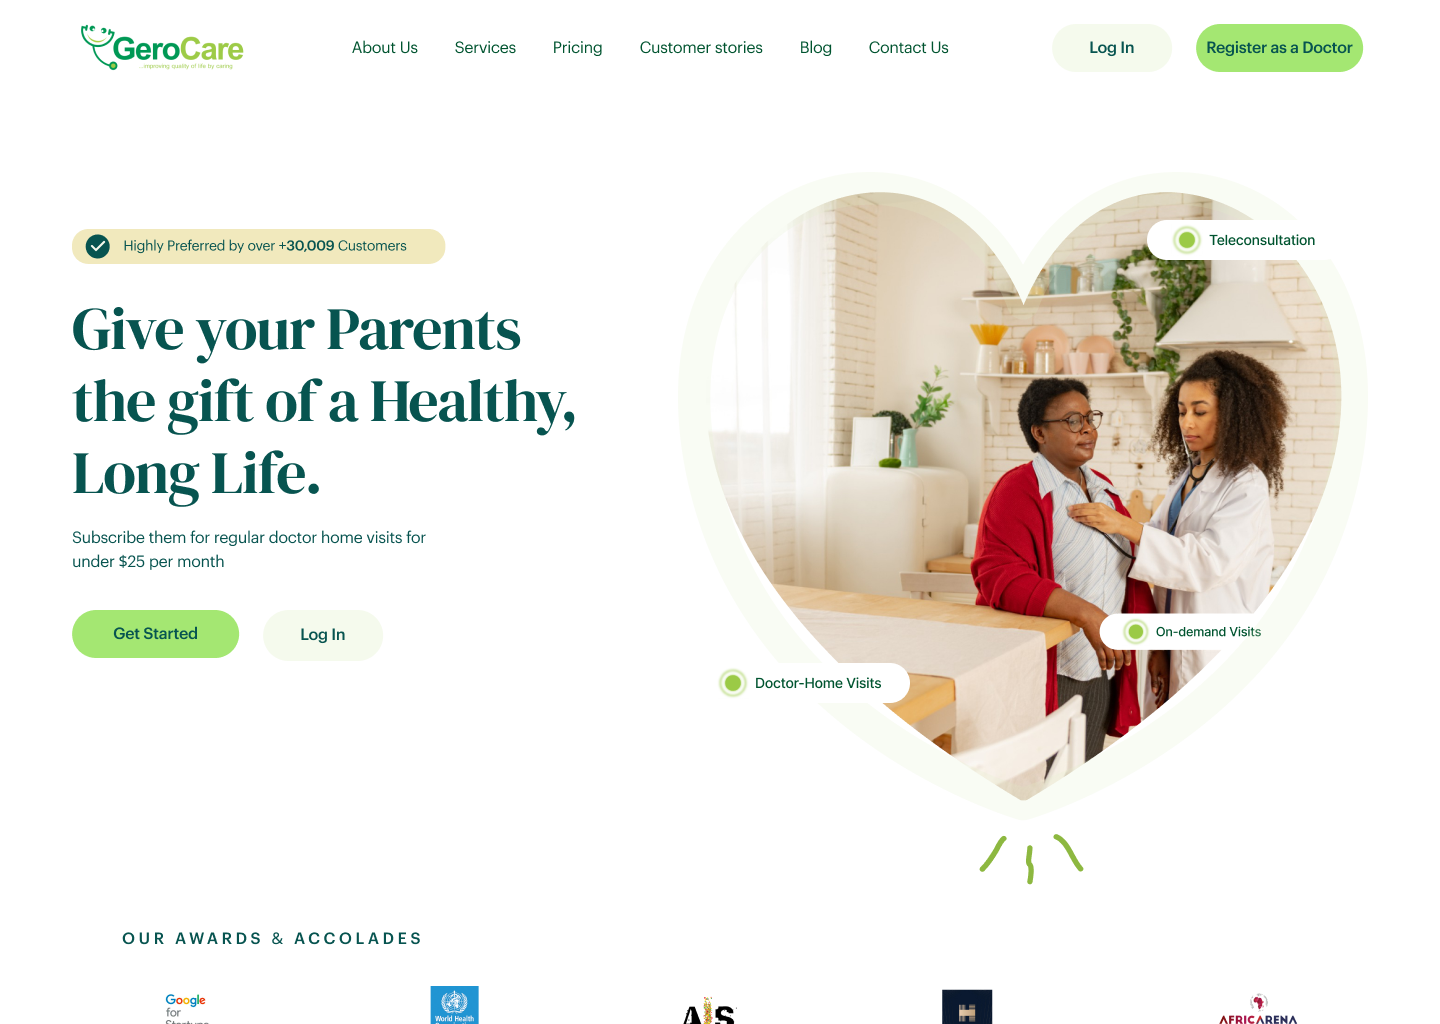 GeroCare
...improving quality of life by caring.
About Us
Services
Pricing
Customer stories
Blog
Contact Us
Log In
Register as a Doctor
Highly Preferred by over +30,009 Customers
Give your Parents
the gift of a Healthy,
Long Life.
Subscribe them for regular doctor home visits for
under $25 per month
Get Started
Log In
Teleconsultation
On-demand Visits
Doctor-Home Visits
OUR AWARDS & ACCOLADES
Google
for
Startups
World Health
AIS
H
AFRICARENA